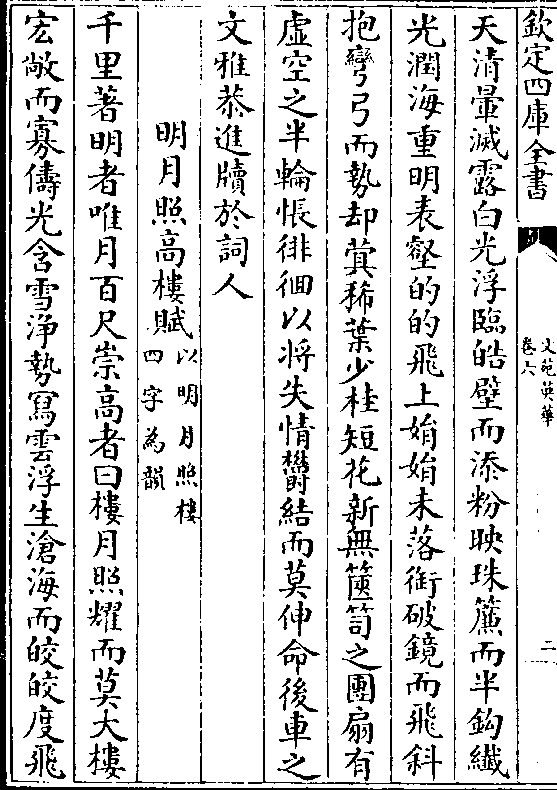 欽定四庫全書
文苑英華
卷六
二
天清暈滅露白光浮臨皓壁而添粉映珠簾而半鈎纖
光潤海重明表壑的的飛上娟娟未落銜破鏡而飛斜
抱彎弓而勢却蓂稀葉少桂短花新無篋笥之團扇有
虛空之半輪悵徘徊以將失情欝結而莫伸命後車之
文雅恭進牘於詞人
明月照高樓賦以明月照樓四字為韻
千里著明者唯月百尺崇高者曰樓月照耀而莫大樓
宏敞而寡儔光含雪淨勢寫雲浮生滄海而皎皎度飛